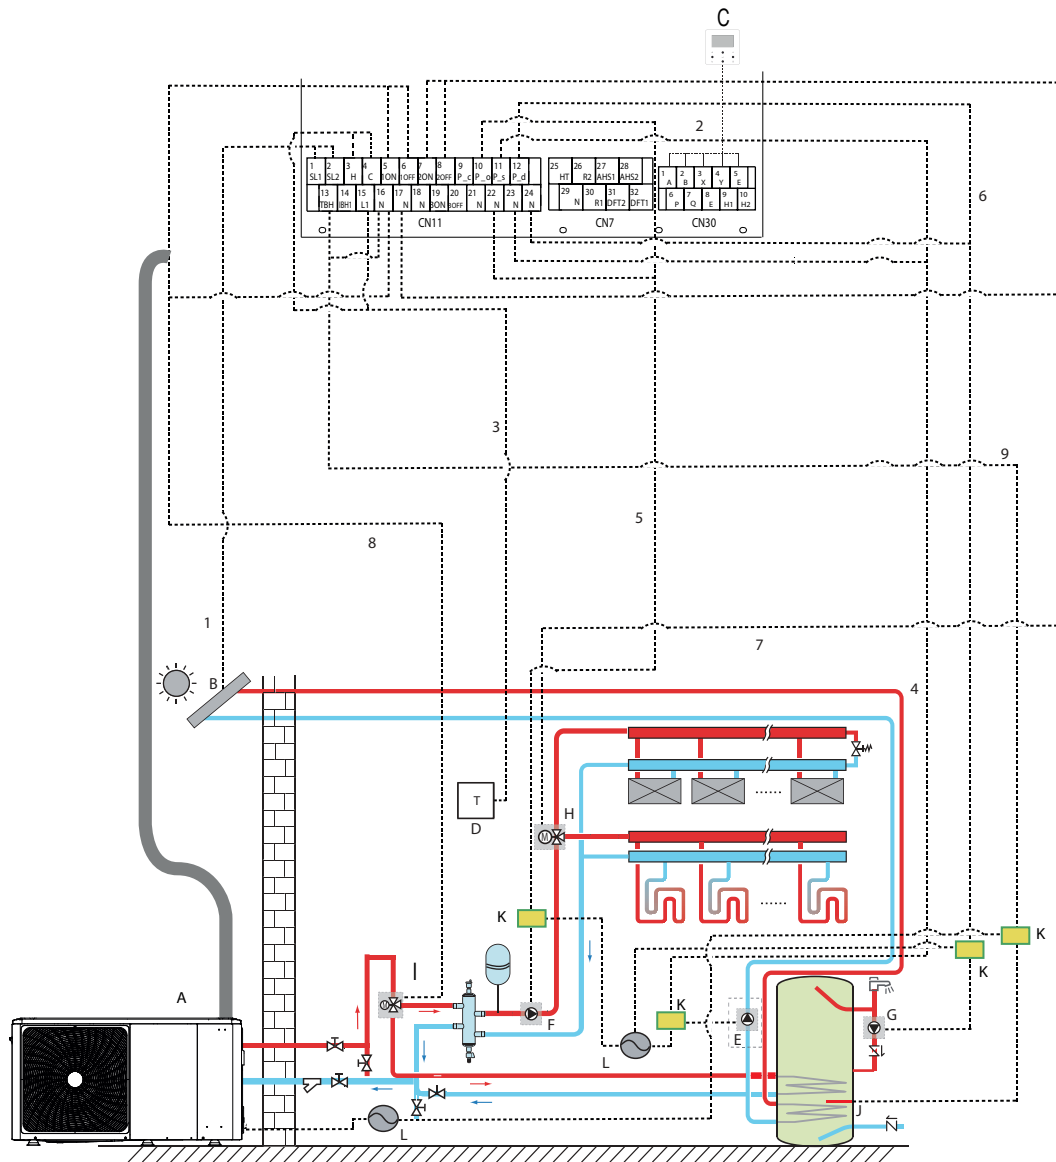 C
2
1 2 3 4 5 6 7 8 9 10 11 12
SL1 SL2 H C 1ON 1OFF 2ON 2OFF P_c P_o P_s P_d
13 14 15 16 17 18 19 20 21 22 23 24
TBH IBH1 L1 N N N 3ON 3OFF N N N N
CN11
25 26 27 28
HT R2 AHS1 AHS2
29 30 31 32
N R1 DFT2 DFT1
CN7
1 2 3 4 5
A B X Y E
6 7 8 9 10
P Q E H1 H2
CN30
6
3
9
5
8
1
7
B
4
T
D
H
M
K
K
K
A
I
M
F
K
G
E
L
J
L